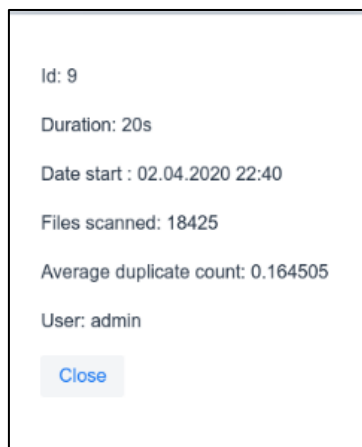 Id: 9
Duration: 20s
Date start : 02.04.2020 22:40
Files scanned: 18425
Average duplicate count: 0.164505
User: admin
Close